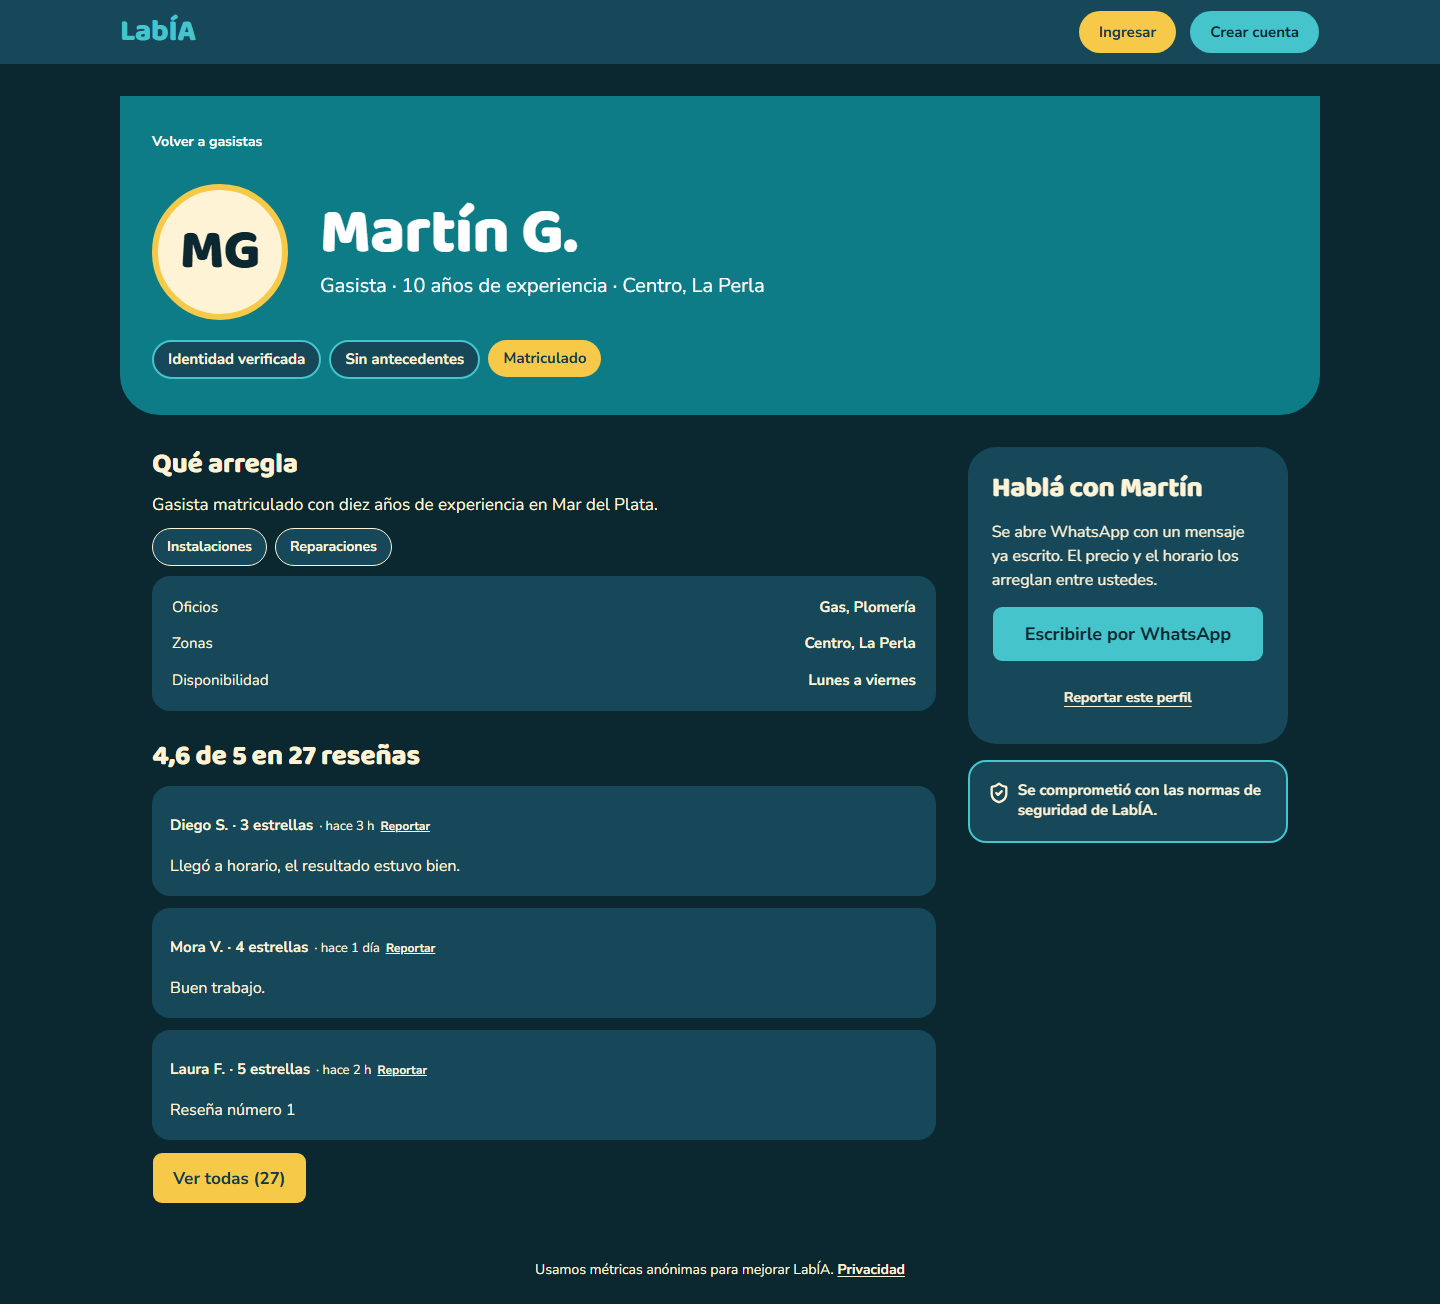 LabÍA
Ingresar
Crear cuenta
Volver a gasistas
MG
Martín G.
Gasista · 10 años de experiencia · Centro, La Perla
Identidad verificada
Sin antecedentes
Matriculado
Qué arregla
Gasista matriculado con diez años de experiencia en Mar del Plata.
Instalaciones
Reparaciones
Oficios
Gas, Plomería
Zonas
Centro, La Perla
Disponibilidad
Lunes a viernes
4,6 de 5 en 27 reseñas
Diego S. · 3 estrellas · hace 3 h Reportar
Llegó a horario, el resultado estuvo bien.
Mora V. · 4 estrellas · hace 1 día Reportar
Buen trabajo.
Laura F. · 5 estrellas · hace 2 h Reportar
Reseña número 1
Ver todas (27)
Hablá con Martín
Se abre WhatsApp con un mensaje
ya escrito. El precio y el horario los
arreglan entre ustedes.
Escribirle por WhatsApp
Reportar este perfil
Se comprometió con las normas de
seguridad de LabÍA.
Usamos métricas anónimas para mejorar LabÍA. Privacidad